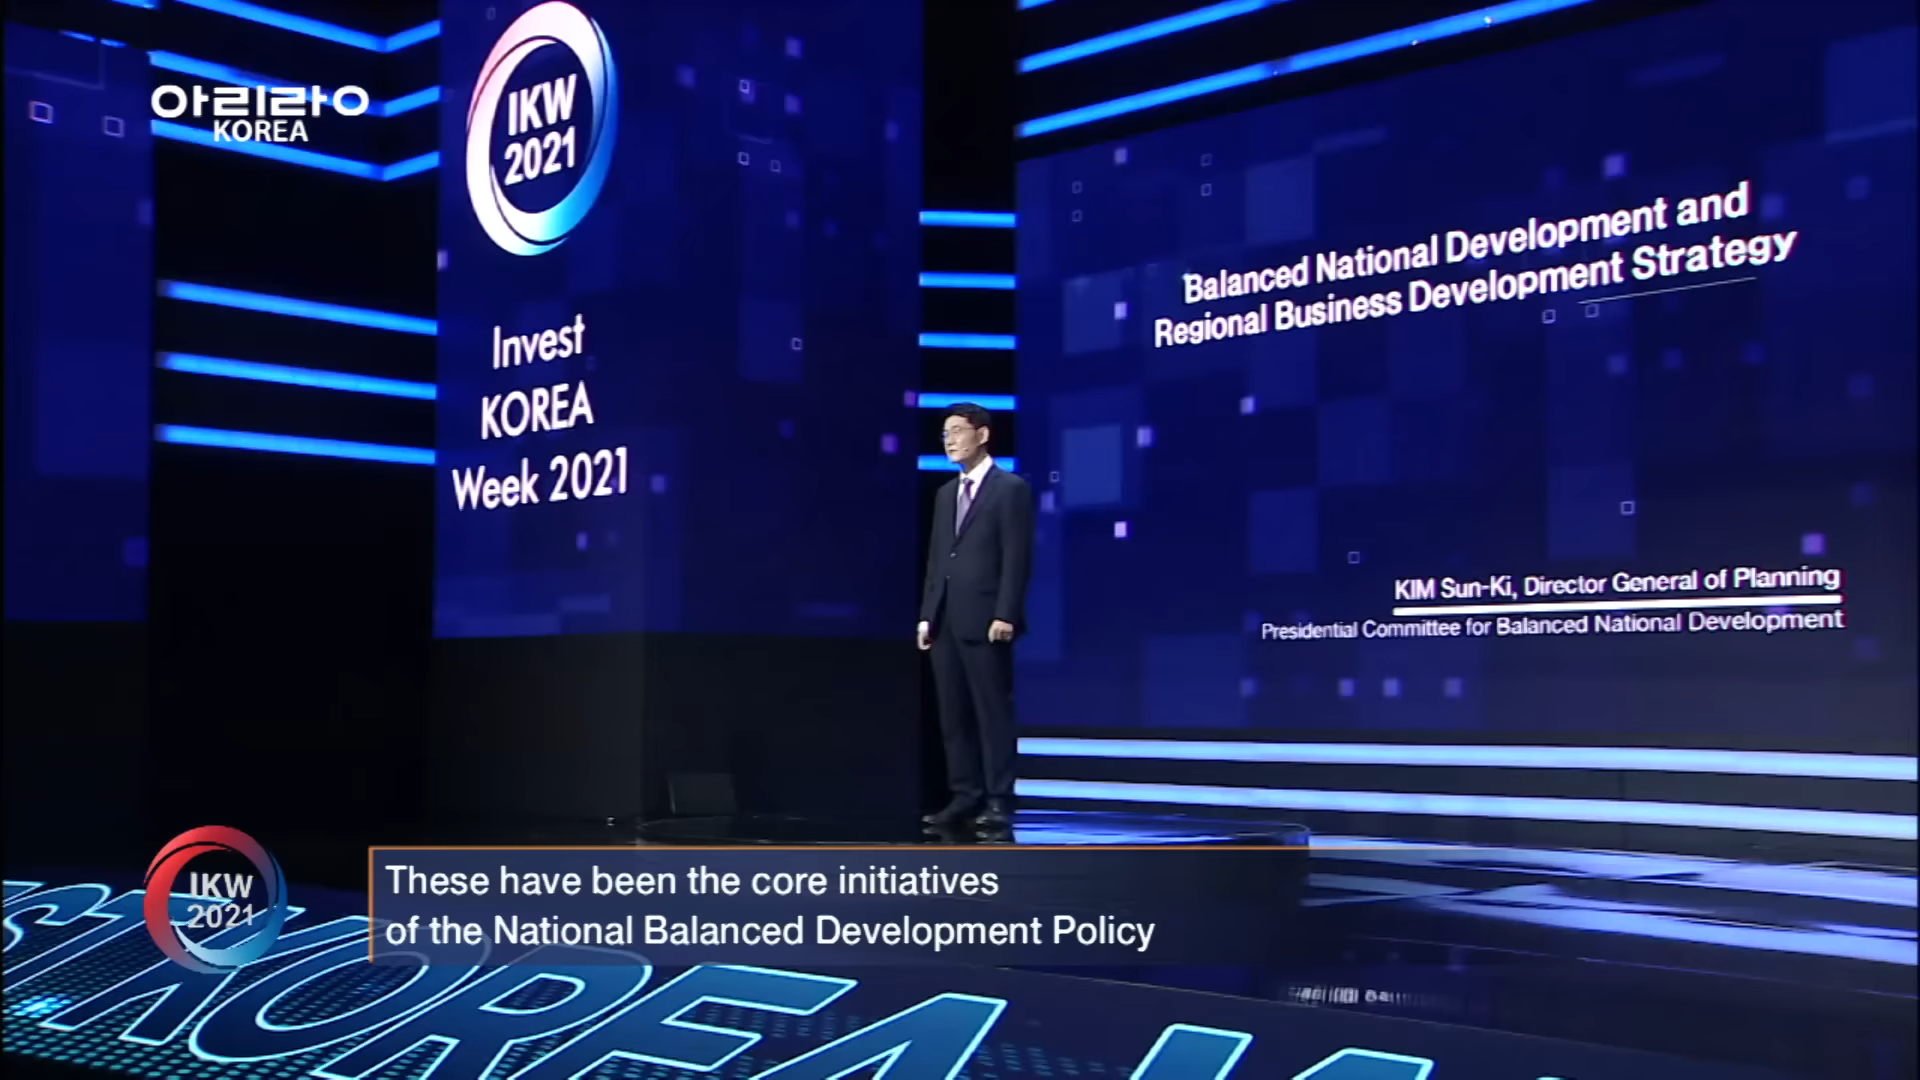 아리랑
KOREA
IKW
2021
Invest
KOREA
Week 2021
Balanced National Development and
Regional Business Development Strategy
KIM Sun-Ki, Director General of Planning
Presidential Committee for Balanced National Development
IKW
2021
These have been the core initiatives
of the National Balanced Development Policy
KOREA